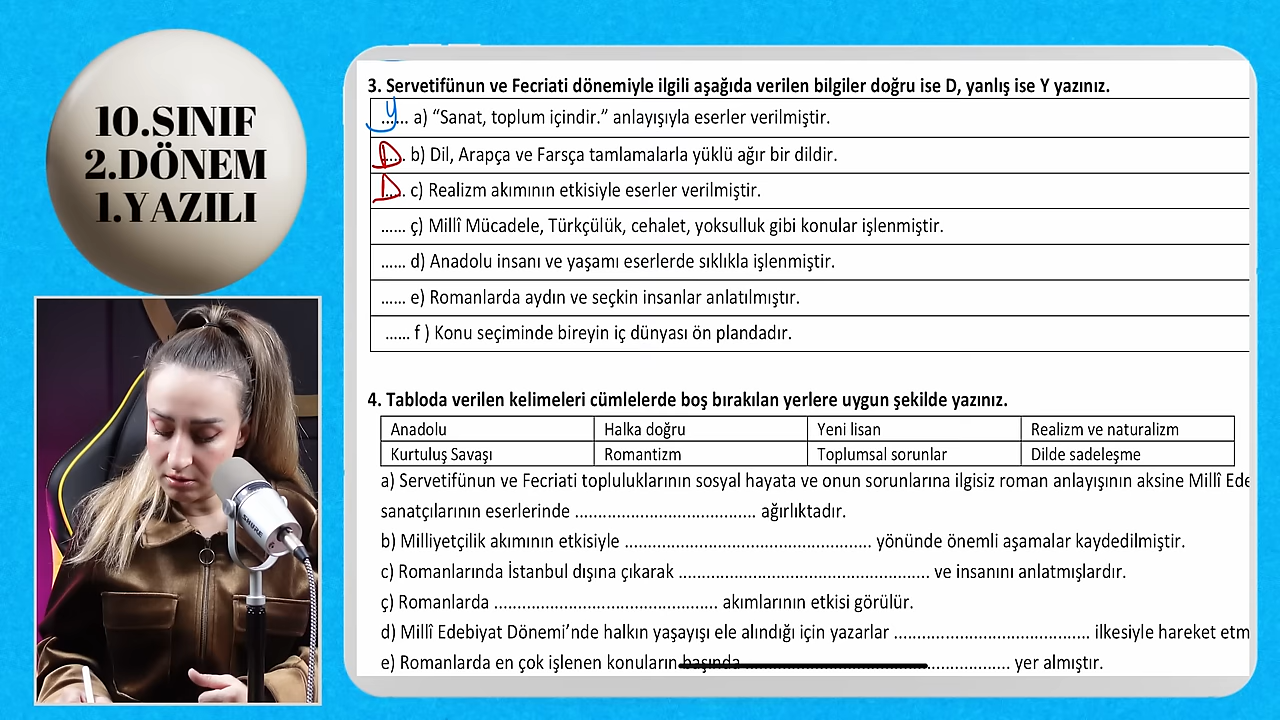 10.SINIF
2.DÖNEM
1.YAZILI
3. Servetifünun ve Fecriati dönemiyle ilgili aşağıda verilen bilgiler doğru ise D, yanlış ise Y yazınız.
Y ...... a) “Sanat, toplum içindir.” anlayışıyla eserler verilmiştir.
D ...... b) Dil, Arapça ve Farsça tamlamalarla yüklü ağır bir dildir.
D ...... c) Realizm akımının etkisiyle eserler verilmiştir.
...... ç) Millî Mücadele, Türkçülük, cehalet, yoksulluk gibi konular işlenmiştir.
...... d) Anadolu insanı ve yaşamı eserlerde sıklıkla işlenmiştir.
...... e) Romanlarda aydın ve seçkin insanlar anlatılmıştır.
...... f ) Konu seçiminde bireyin iç dünyası ön plandadır.
4. Tabloda verilen kelimeleri cümlelerde boş bırakılan yerlere uygun şekilde yazınız.
Anadolu Halka doğru Yeni lisan Realizm ve naturalizm
Kurtuluş Savaşı Romantizm Toplumsal sorunlar Dilde sadeleşme
a) Servetifünun ve Fecriati topluluklarının sosyal hayata ve onun sorunlarına ilgisiz roman anlayışının aksine Millî Ede
sanatçılarının eserlerinde ....................................... ağırlıktadır.
b) Milliyetçilik akımının etkisiyle ...................................................... yönünde önemli aşamalar kaydedilmiştir.
c) Romanlarında İstanbul dışına çıkarak ...................................................... ve insanını anlatmışlardır.
ç) Romanlarda ................................................ akımlarının etkisi görülür.
d) Millî Edebiyat Dönemi’nde halkın yaşayışı ele alındığı için yazarlar .......................................... ilkesiyle hareket etm
e) Romanlarda en çok işlenen konuların başında .......................................................... yer almıştır.
SHURE